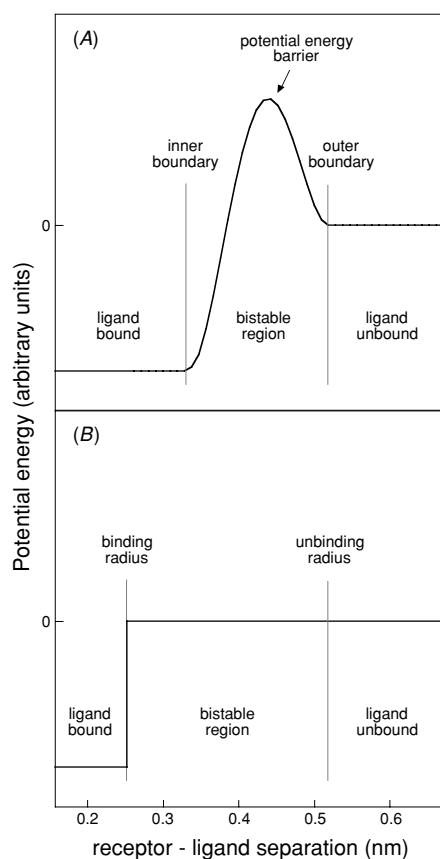 (A)
potential energy
barrier
inner
boundary
outer
boundary
0
ligand
bound
bistable
region
ligand
unbound
Potential energy (arbitrary units)
(B)
binding
radius
unbinding
radius
0
ligand
bound
bistable
region
ligand
unbound
0.2
0.3
0.4
0.5
0.6
receptor - ligand separation (nm)